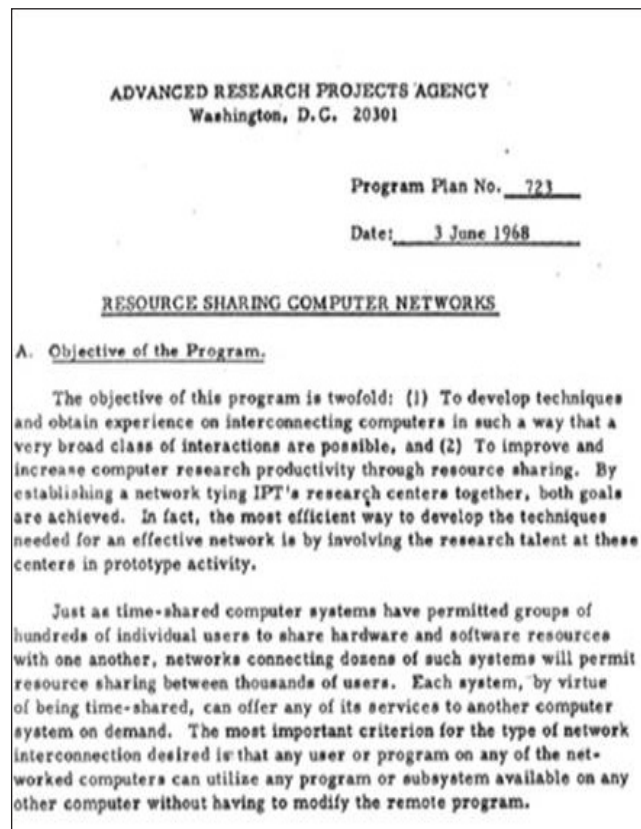 ADVANCED RESEARCH PROJECTS AGENCY
Washington, D.C. 20301
Program Plan No. 723
Date: 3 June 1968
RESOURCE SHARING COMPUTER NETWORKS
A. Objective of the Program.
The objective of this program is twofold: (1) To develop techniques
and obtain experience on interconnecting computers in such a way that a
very broad class of interactions are possible, and (2) To improve and
increase computer research productivity through resource sharing. By
establishing a network tying IPT's research centers together, both goals
are achieved. In fact, the most efficient way to develop the techniques
needed for an effective network is by involving the research talent at these
centers in prototype activity.
Just as time-shared computer systems have permitted groups of
hundreds of individual users to share hardware and software resources
with one another, networks connecting dozens of such systems will permit
resource sharing between thousands of users. Each system, by virtue
of being time-shared, can offer any of its services to another computer
system on demand. The most important criterion for the type of network
interconnection desired is that any user or program on any of the net-
worked computers can utilize any program or subsystem available on any
other computer without having to modify the remote program.